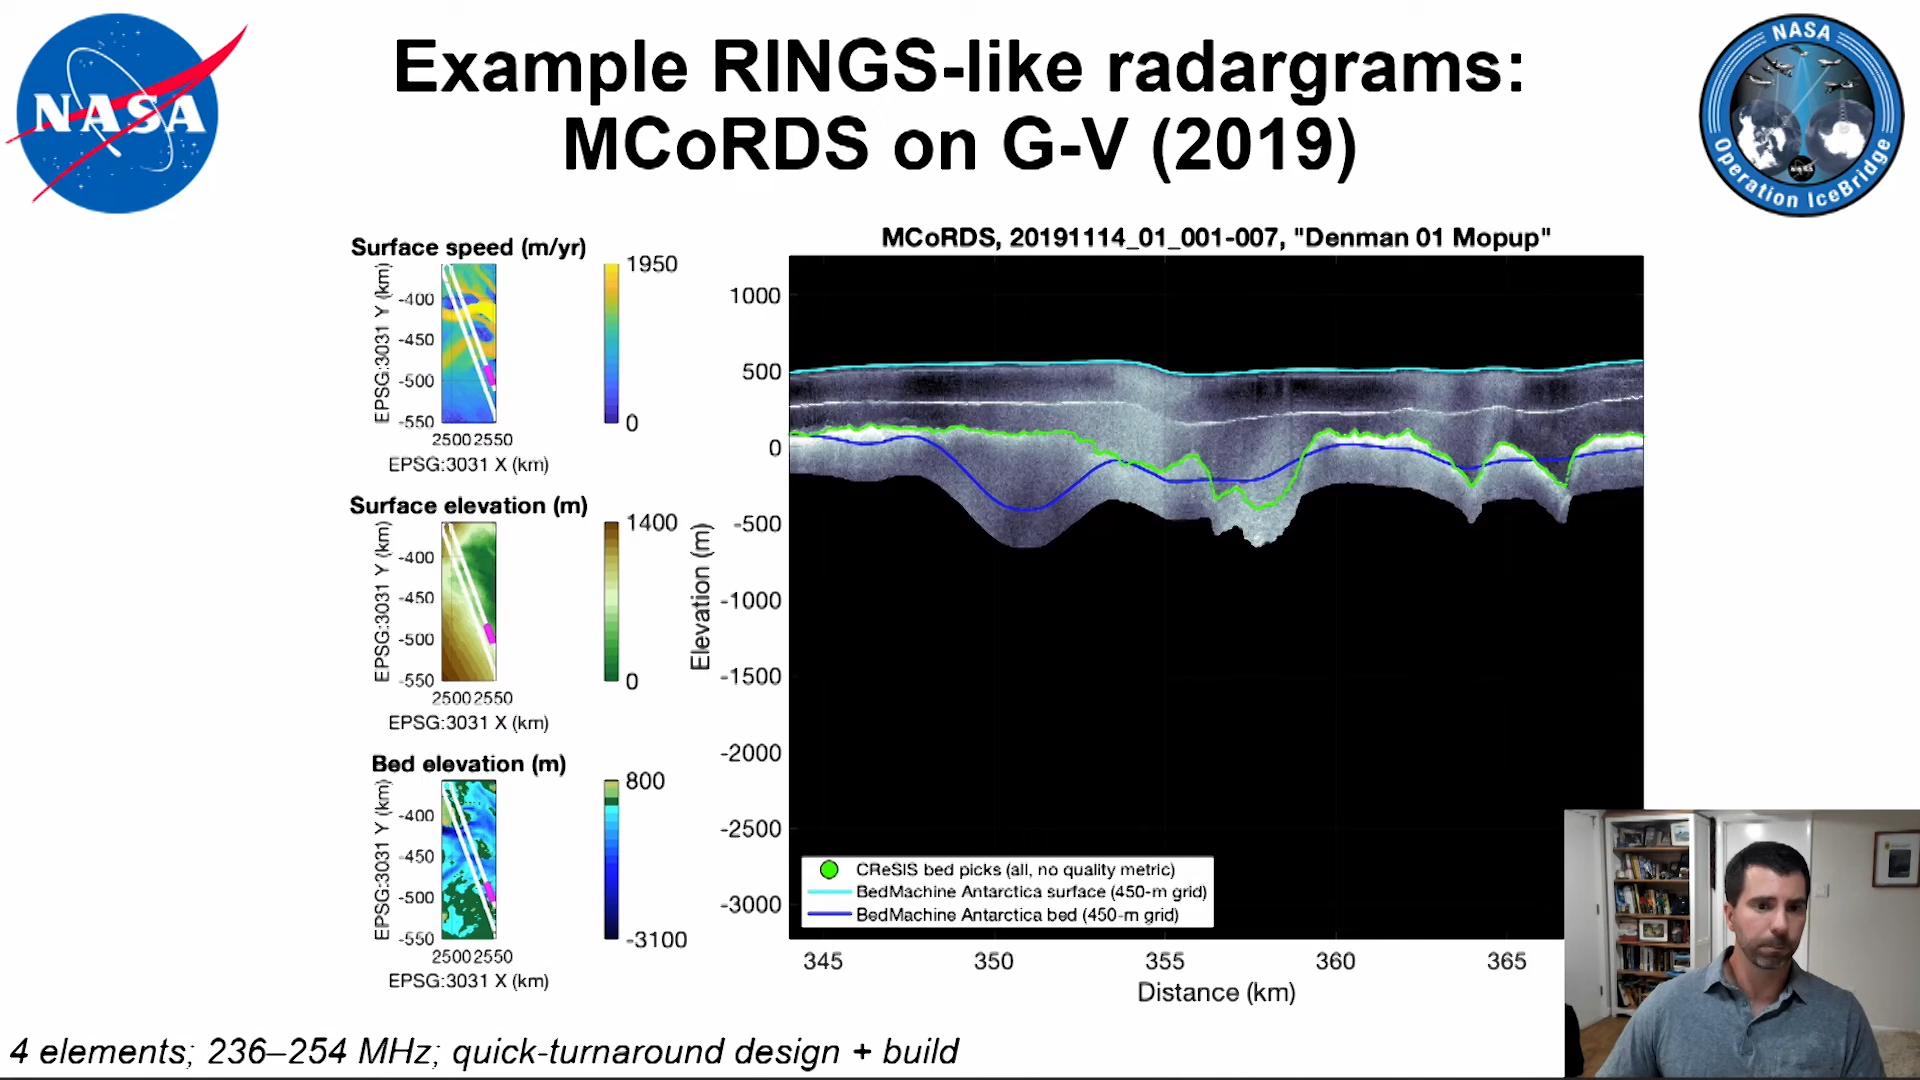 NASA
Example RINGS-like radargrams:
MCoRDS on G-V (2019)
NASA
Operation IceBridge
Surface speed (m/yr)
1950
0
EPSG:3031 Y (km)
-400
-450
-500
-550
2500 2550
EPSG:3031 X (km)
Surface elevation (m)
1400
0
EPSG:3031 Y (km)
-400
-450
-500
-550
2500 2550
EPSG:3031 X (km)
Bed elevation (m)
800
-3100
EPSG:3031 Y (km)
-400
-450
-500
-550
2500 2550
EPSG:3031 X (km)
MCoRDS, 20191114_01_001-007, "Denman 01 Mopup"
Elevation (m)
1000
500
0
-500
-1000
-1500
-2000
-2500
-3000
CReSIS bed picks (all, no quality metric)
BedMachine Antarctica surface (450-m grid)
BedMachine Antarctica bed (450-m grid)
345 350 355 360 365
Distance (km)
4 elements; 236–254 MHz; quick-turnaround design + build